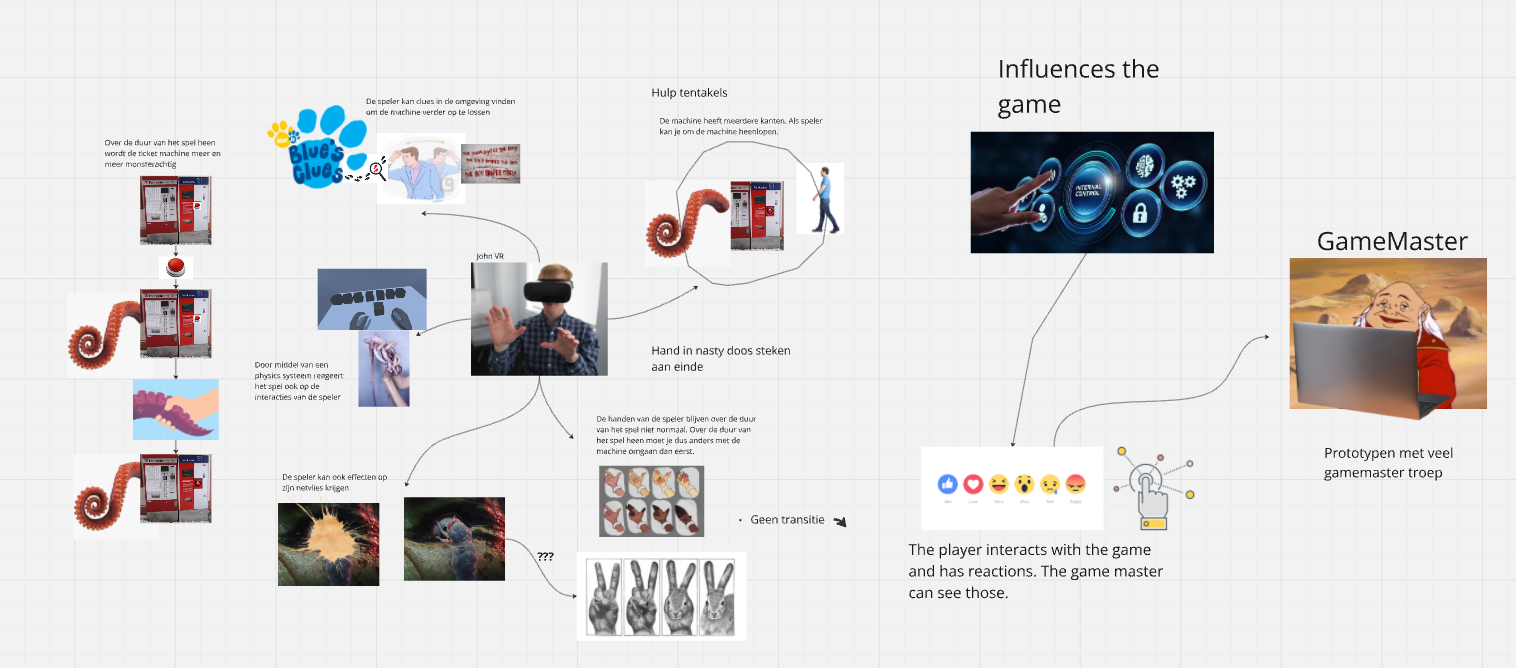 Influences the
game
Hulp tentakels
De speler kan clues in de omgeving vinden
om de machine verder op te lossen
De machine heeft meerdere kanten. Als speler
kan je om de machine heenlopen.
Over de duur van het spel heen
wordt de ticket machine meer en
meer monsterachtig
Blue's
Clues
INTERNAL
CONTROL
GameMaster
John VR
Hand in nasty doos steken
aan einde
Door middel van een
physics systeem reageert
het spel ook op de
interacties van de speler
De handen van de speler blijven over de duur
van het spel niet normaal. Over de duur van
het spel heen moet je dus anders met de
machine omgaan dan eerst.
Prototypen met veel
gamemaster troep
De speler kan ook effecten op
zijn netvlies krijgen
Geen transitie
???
The player interacts with the game
and has reactions. The game master
can see those.